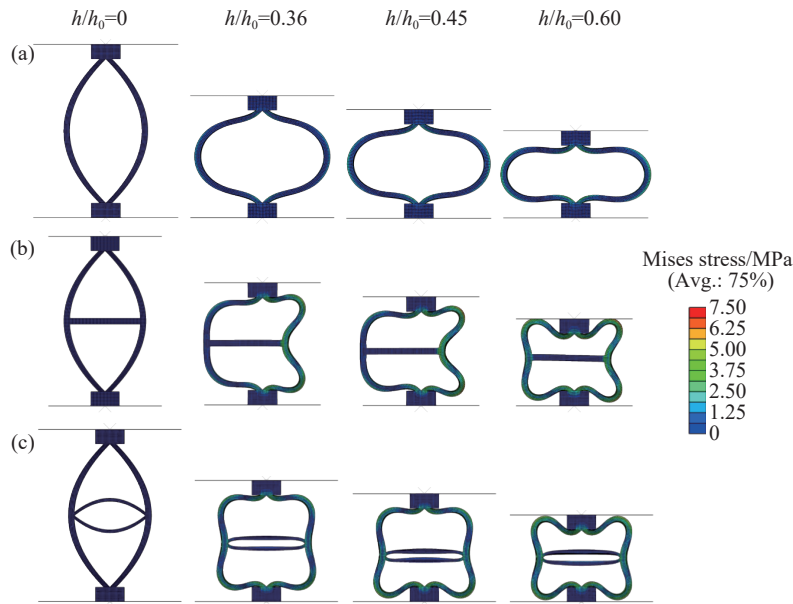 h/h₀=0 h/h₀=0.36 h/h₀=0.45 h/h₀=0.60
(a)
(b)
Mises stress/MPa
(Avg.: 75%)
7.50
6.25
5.00
3.75
2.50
1.25
0
(c)